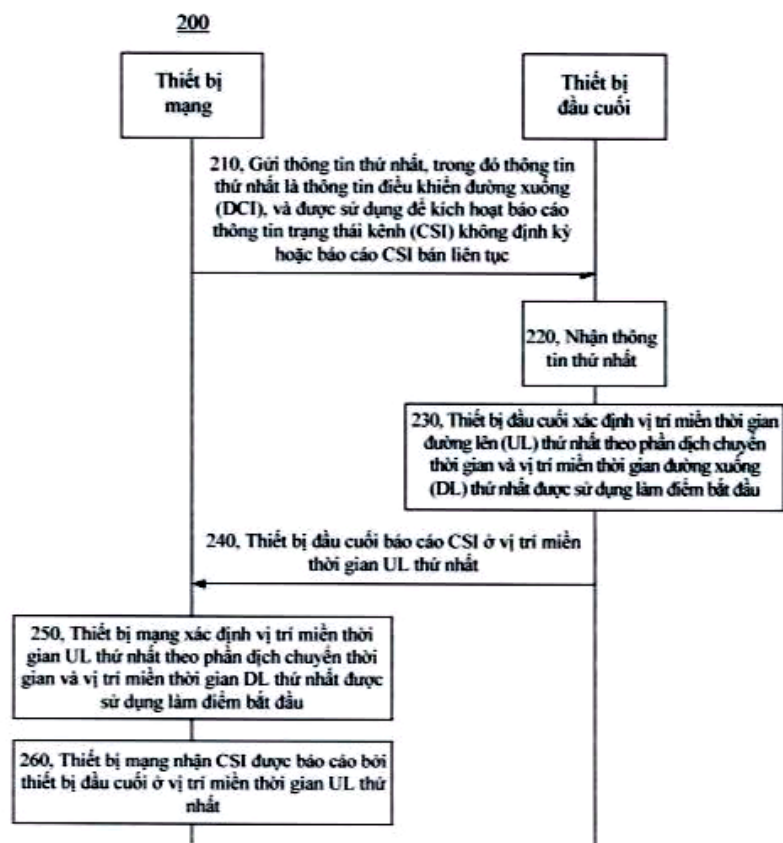 200
Thiết bị
mạng
Thiết bị
đầu cuối
210, Gửi thông tin thứ nhất, trong đó thông tin
thứ nhất là thông tin điều khiển đường xuống
(DCI), và được sử dụng để kích hoạt báo cáo
thông tin trạng thái kênh (CSI) không định kỳ
hoặc báo cáo CSI bán liên tục
220, Nhận thông
tin thứ nhất
230, Thiết bị đầu cuối xác định vị trí miền thời gian
đường lên (UL) thứ nhất theo phần dịch chuyển
thời gian và vị trí miền thời gian đường xuống
(DL) thứ nhất được sử dụng làm điểm bắt đầu
240, Thiết bị đầu cuối báo cáo CSI ở vị trí miền
thời gian UL thứ nhất
250, Thiết bị mạng xác định vị trí miền thời
gian UL thứ nhất theo phần dịch chuyển thời
gian và vị trí miền thời gian DL thứ nhất được
sử dụng làm điểm bắt đầu
260, Thiết bị mạng nhận CSI được báo cáo bởi
thiết bị đầu cuối ở vị trí miền thời gian UL thứ
nhất